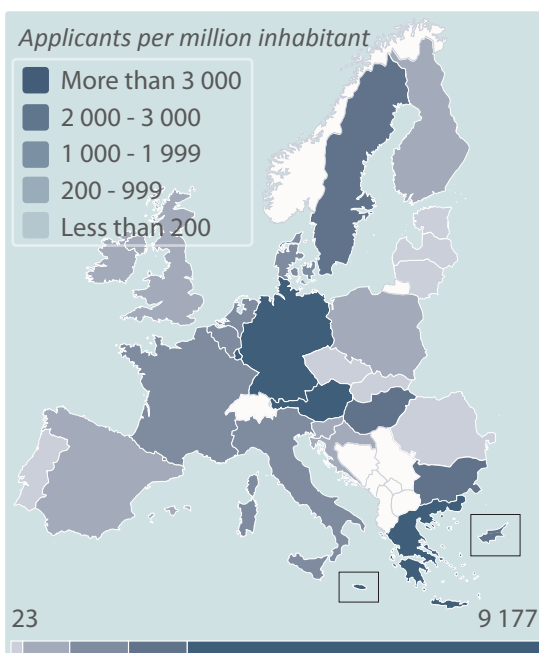 Applicants per million inhabitant
More than 3 000
2 000 - 3 000
1 000 - 1 999
200 - 999
Less than 200
23
9 177